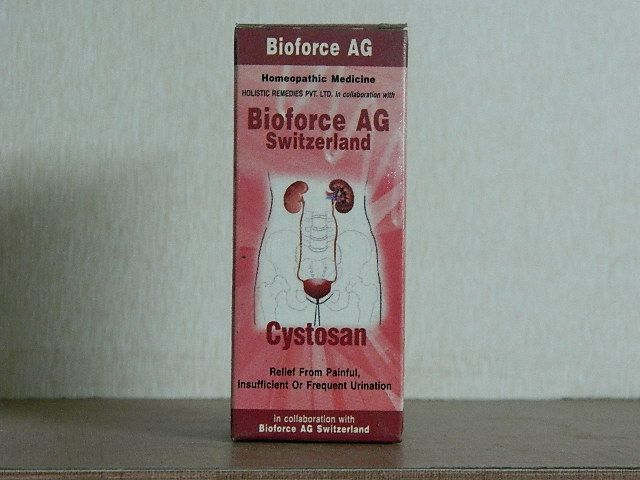 Bioforce AG
Homeopathic Medicine
HOLISTIC REMEDIES PVT. LTD. in collaboration with
Bioforce AG
Switzerland
Cystosan
Relief From Painful,
Insufficient Or Frequent Urination
in collaboration with
Bioforce AG Switzerland